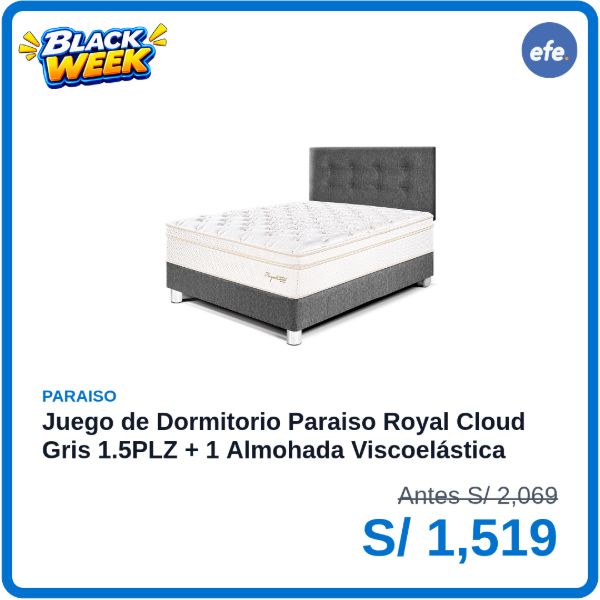 BLACK
WEEK
efe.
PARAISO
Juego de Dormitorio Paraiso Royal Cloud
Gris 1.5PLZ + 1 Almohada Viscoelástica
Antes S/ 2,069
S/ 1,519